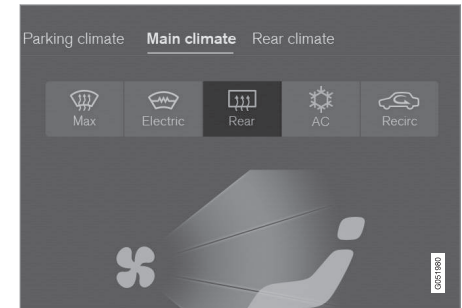 Parking climate Main climate Rear climate
Max Electric Rear AC Recirc
G051980